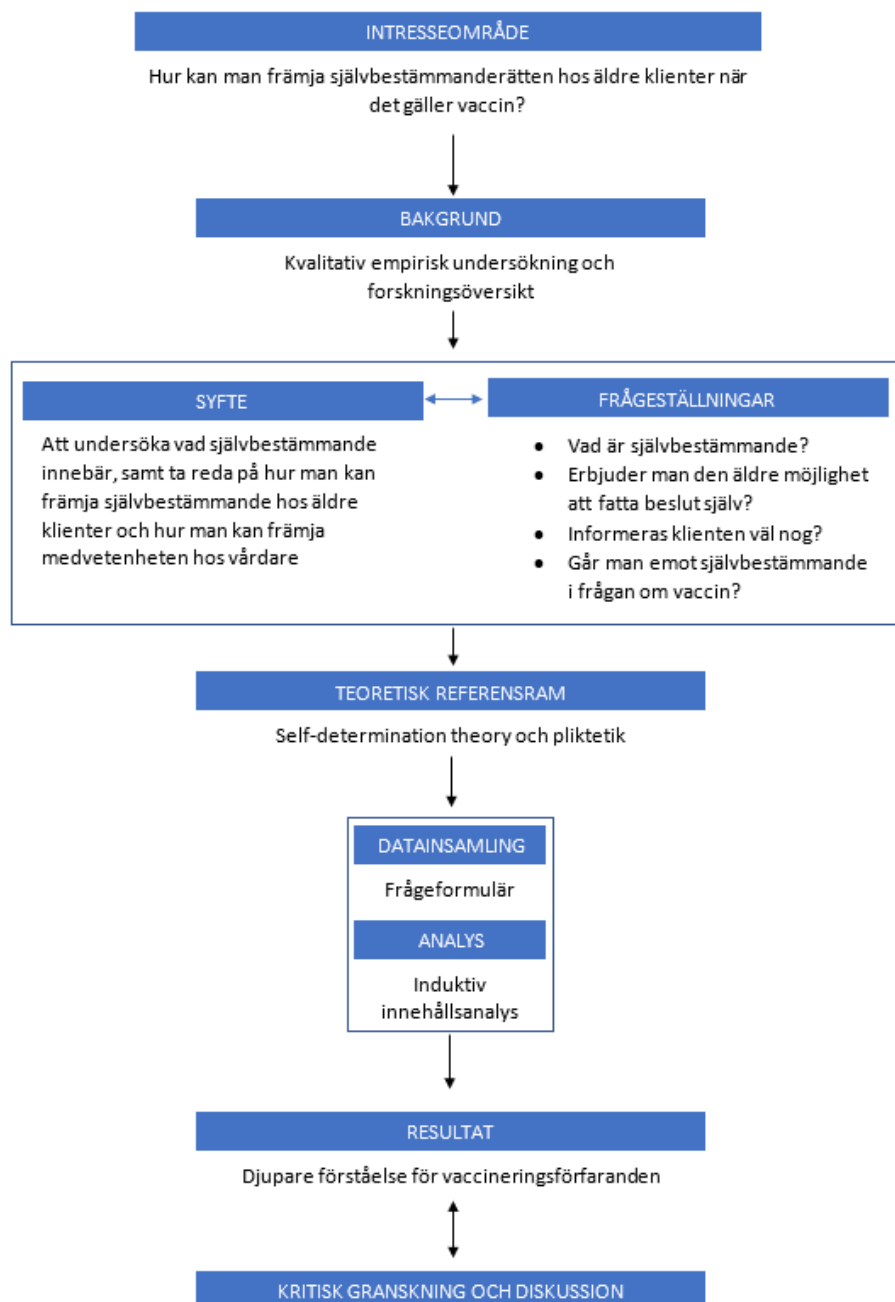 INTRESSEOMRÅDE
Hur kan man främja självbestämmanderätten hos äldre klienter när
det gäller vaccin?
BAKGRUND
Kvalitativ empirisk undersökning och
forskningsöversikt
SYFTE
Att undersöka vad självbestämmande
innebär, samt ta reda på hur man kan
främja självbestämmande hos äldre
klienter och hur man kan främja
medvetenheten hos vårdare
FRÅGESTÄLLNINGAR
● Vad är självbestämmande?
● Erbjuder man den äldre möjlighet
att fatta beslut själv?
● Informeras klienten väl nog?
● Går man emot självbestämmande
i frågan om vaccin?
TEORETISK REFERENSRAM
Self-determination theory och pliktetik
DATAINSAMLING
Frågeformulär
ANALYS
Induktiv
innehållsanalys
RESULTAT
Djupare förståelse för vaccineringsförfaranden
KRITISK GRANSKNING OCH DISKUSSION